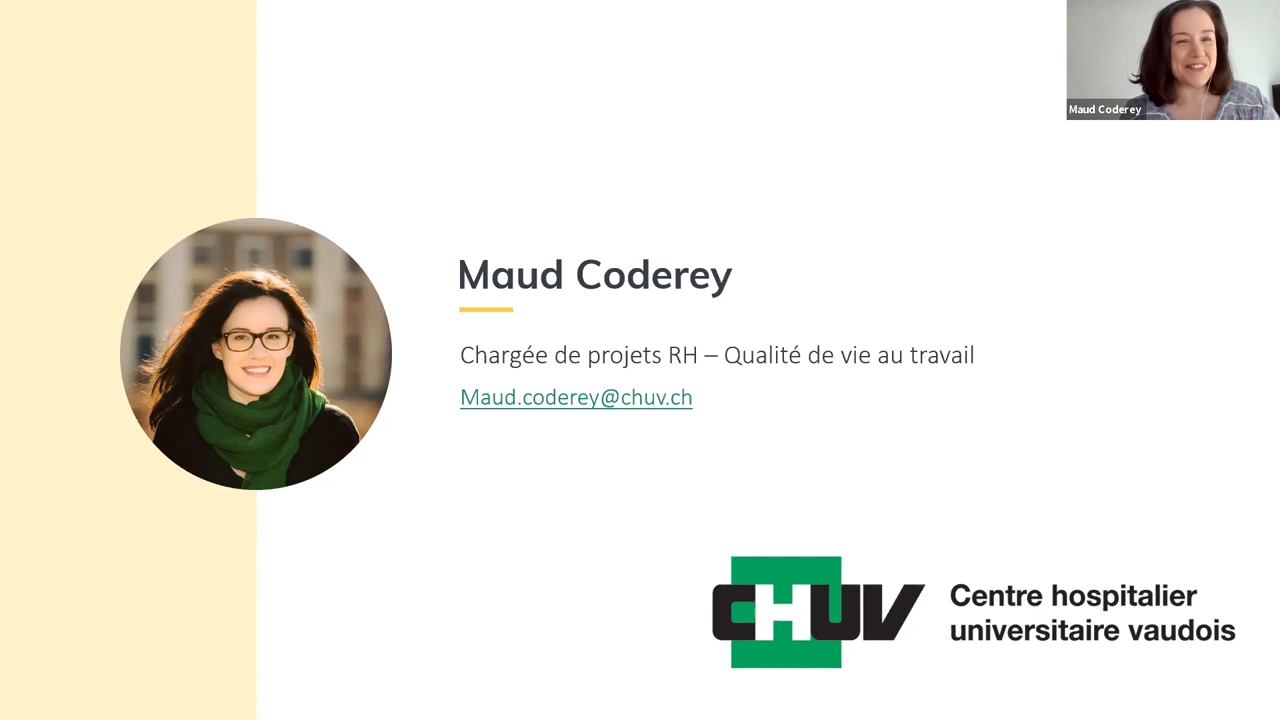 Maud Coderey
Maud Coderey
Chargée de projets RH – Qualité de vie au travail
Maud.coderey@chuv.ch
CHUV
Centre hospitalier
universitaire vaudois